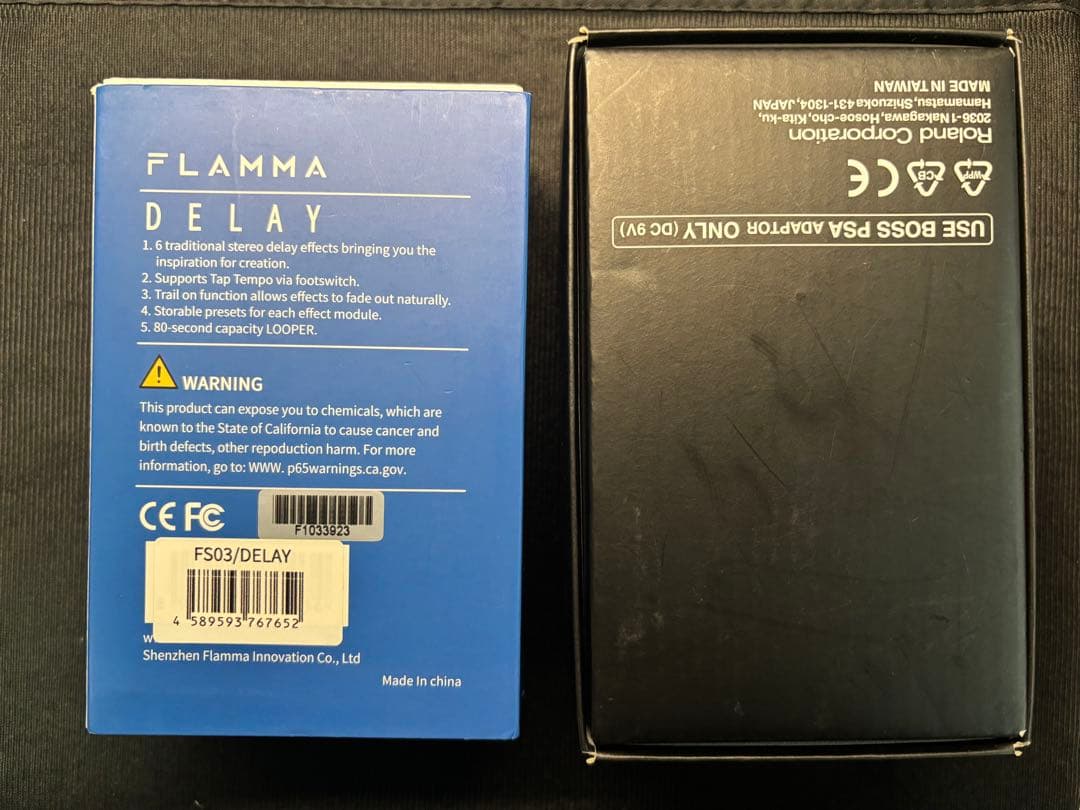 FLAMMA
DELAY
1. 6 traditional stereo delay effects bringing you the
inspiration for creation.
2. Supports Tap Tempo via footswitch.
3. Trail on function allows effects to fade out naturally.
4. Storable presets for each effect module.
5. 80-second capacity LOOPER.
WARNING
This product can expose you to chemicals, which are
known to the State of California to cause cancer and
birth defects, other repoduction harm. For more
information, go to: WWW. p65warnings.ca.gov.
CE FC
F1033923
FS03/DELAY
4 589593 767652
w
Shenzhen Flamma Innovation Co., Ltd
Made In china
USE BOSS PSA ADAPTOR ONLY (DC 9V)
WPP CB CE
Roland Corporation
2036-1 Nakagawa, Hosoe-cho, Kita-ku,
Hamamatsu, Shizuoka 431-1304, JAPAN
MADE IN TAIWAN